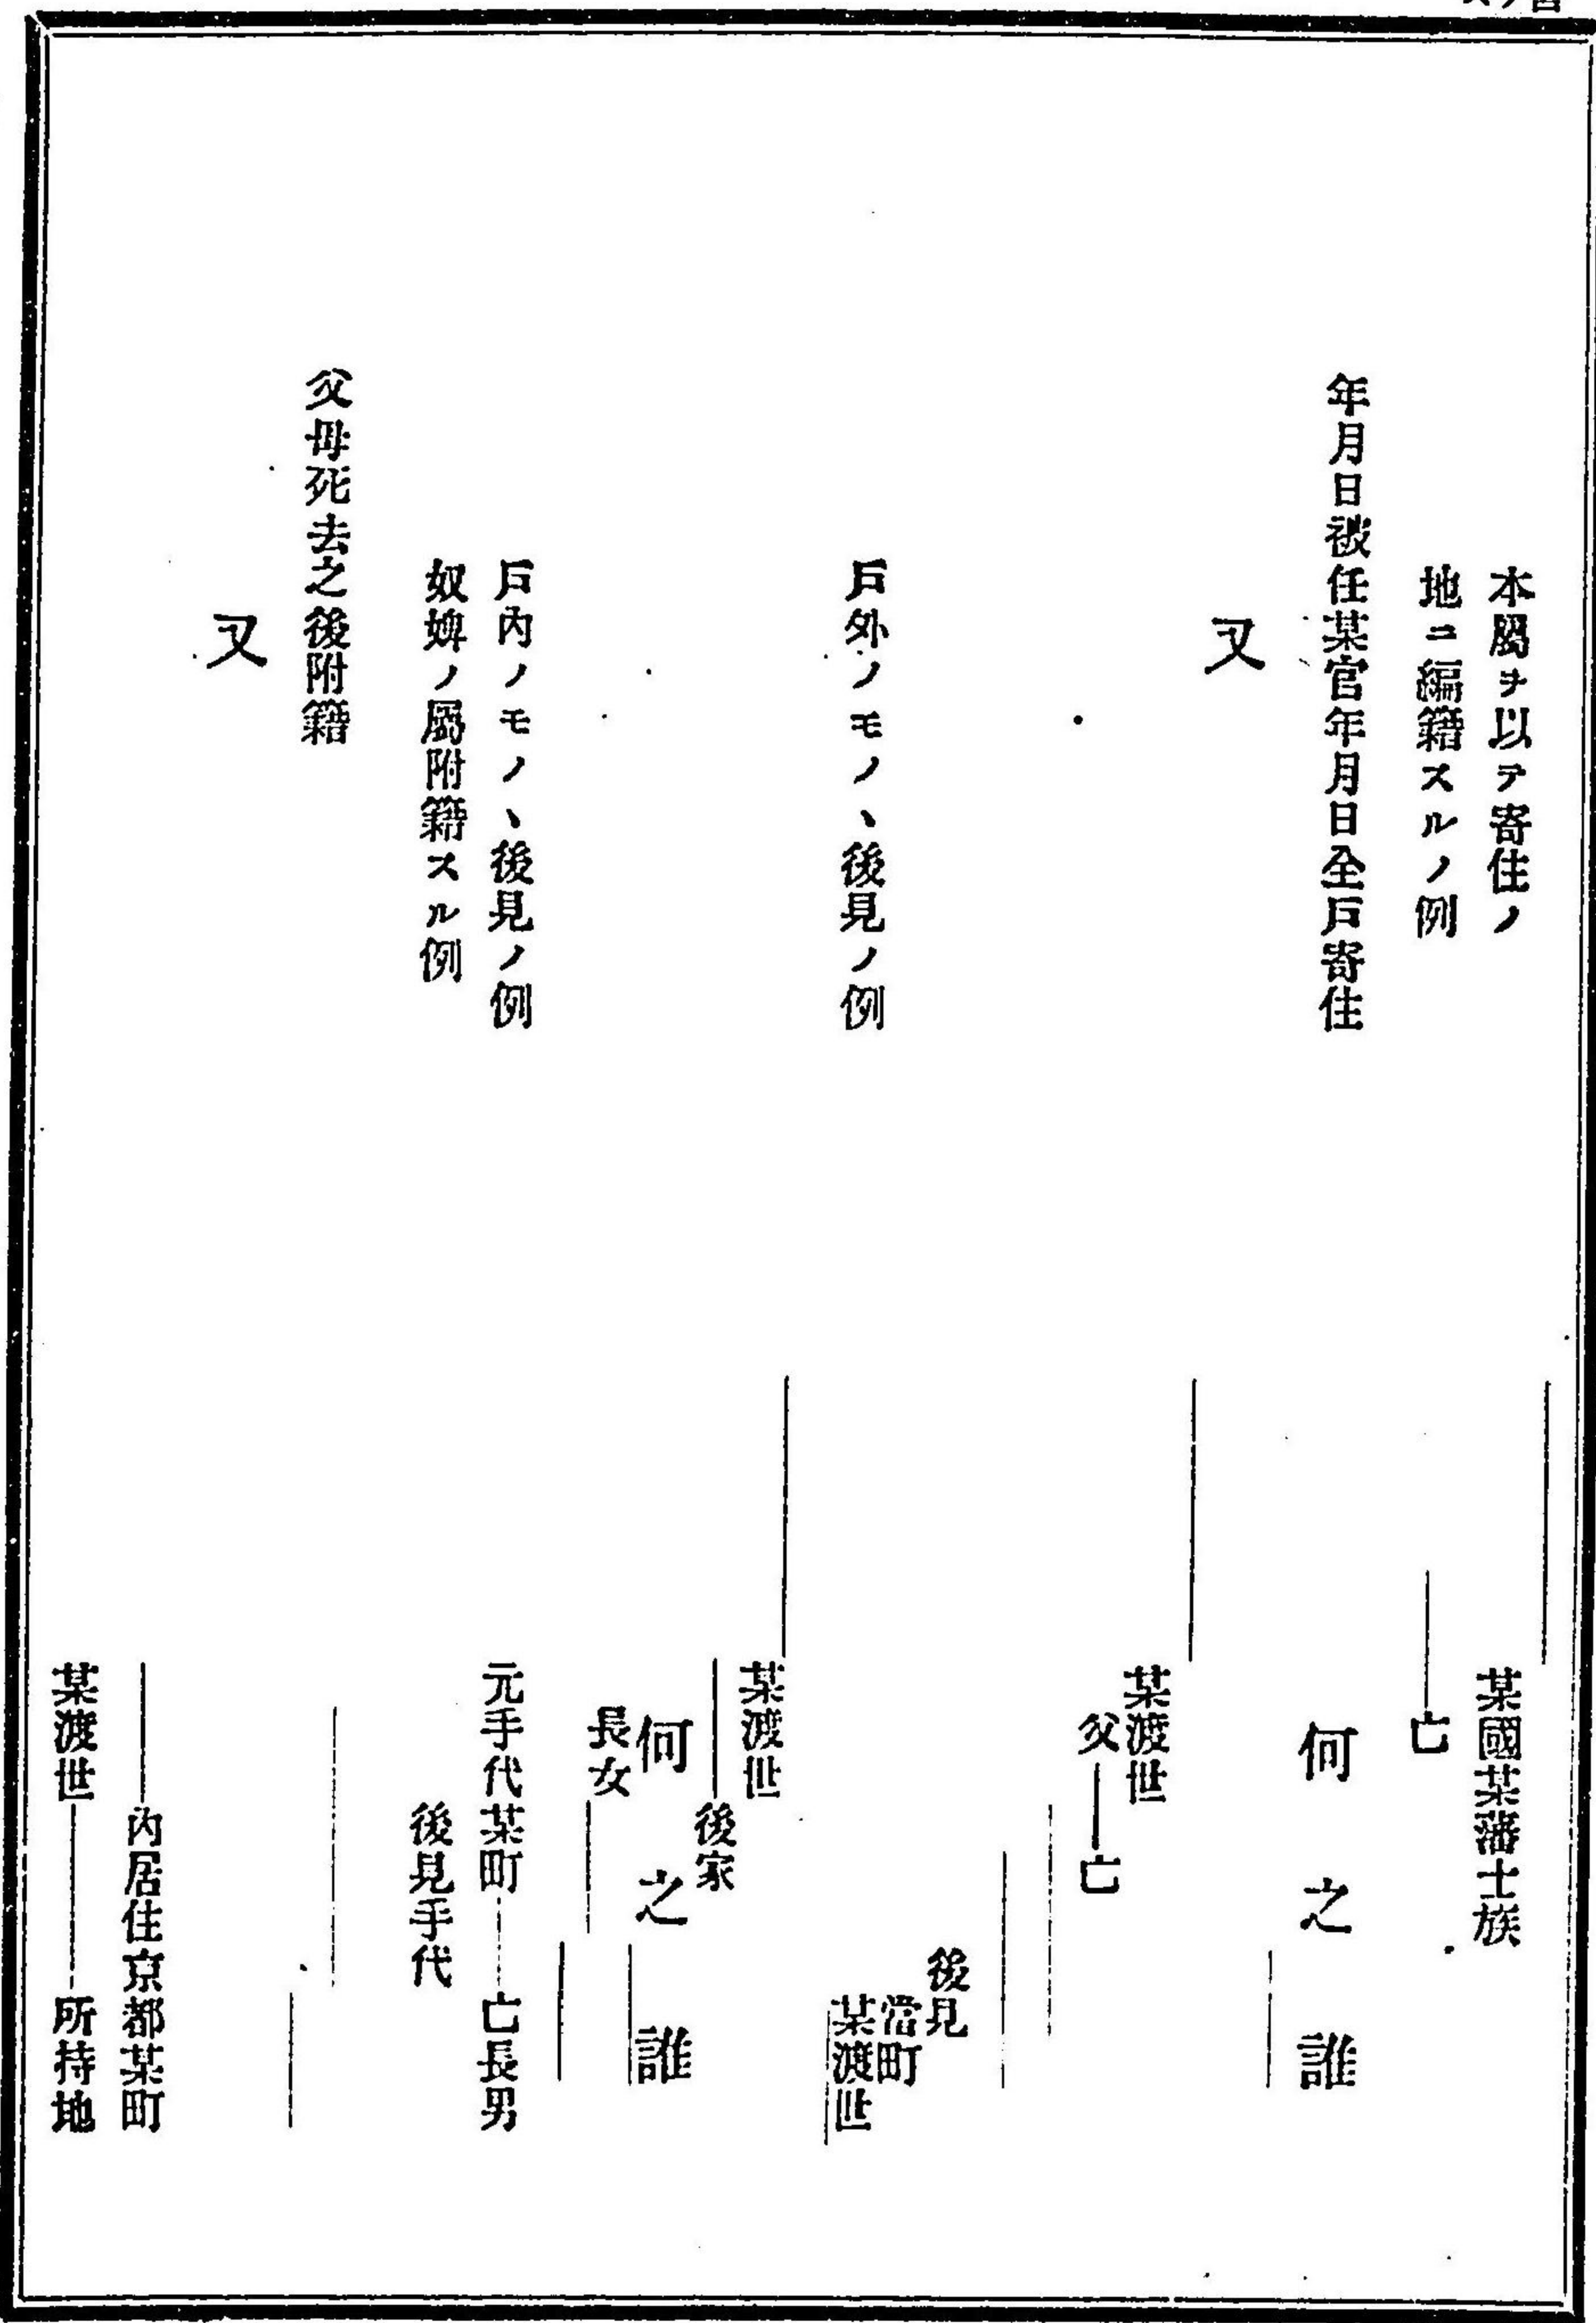 本屬ヲ以テ寄住ノ
地ニ編籍スルノ例
年月日被任某官年月日全戸寄住
又
戸外ノモノヽ後見ノ例
戸內ノモノヽ後見ノ例
奴婢ノ屬附籍スル例
父母死去之後附籍
又
某國某藩士族
亡
何之誰
某渡世
父 亡
後見
當町
某渡世
某渡世
後家
何之誰
長女
元手代某町 亡長男
後見手代
內居住京都某町
某渡世 所持地